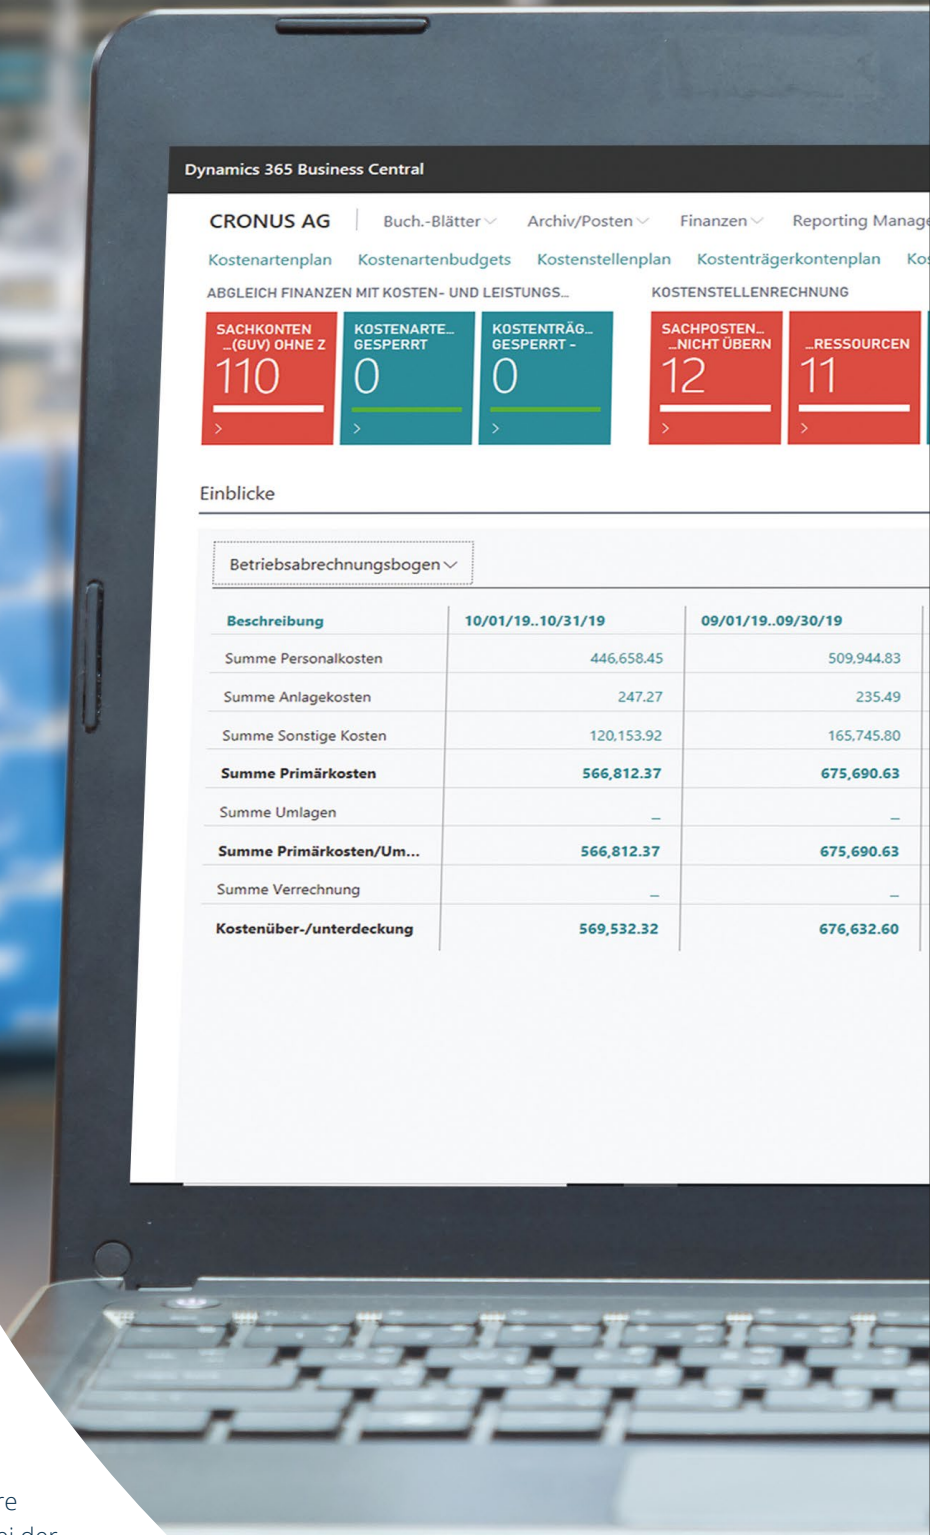 Dynamics 365 Business Central
CRONUS AG Buch.-Blätter Archiv/Posten Finanzen Reporting Manage
Kostenartenplan Kostenartenbudgets Kostenstellenplan Kostenträgerkontenplan Kos
ABGLEICH FINANZEN MIT KOSTEN- UND LEISTUNGS... KOSTENSTELLENRECHNUNG
SACHKONTEN
...(GUV) OHNE Z
110
KOSTENARTE...
GESPERRT
0
KOSTENTRÄG...
GESPERRT -
0
SACHPOSTEN...
...NICHT ÜBERN
12
...RESSOURCEN
11
Einblicke
Betriebsabrechnungsbogen
Beschreibung 10/01/19..10/31/19 09/01/19..09/30/19
Summe Personalkosten 446,658.45 509,944.83
Summe Anlagekosten 247.27 235.49
Summe Sonstige Kosten 120,153.92 165,745.80
Summe Primärkosten 566,812.37 675,690.63
Summe Umlagen _ _
Summe Primärkosten/Um... 566,812.37 675,690.63
Summe Verrechnung _ _
Kostenüber-/unterdeckung 569,532.32 676,632.60
re
ei der